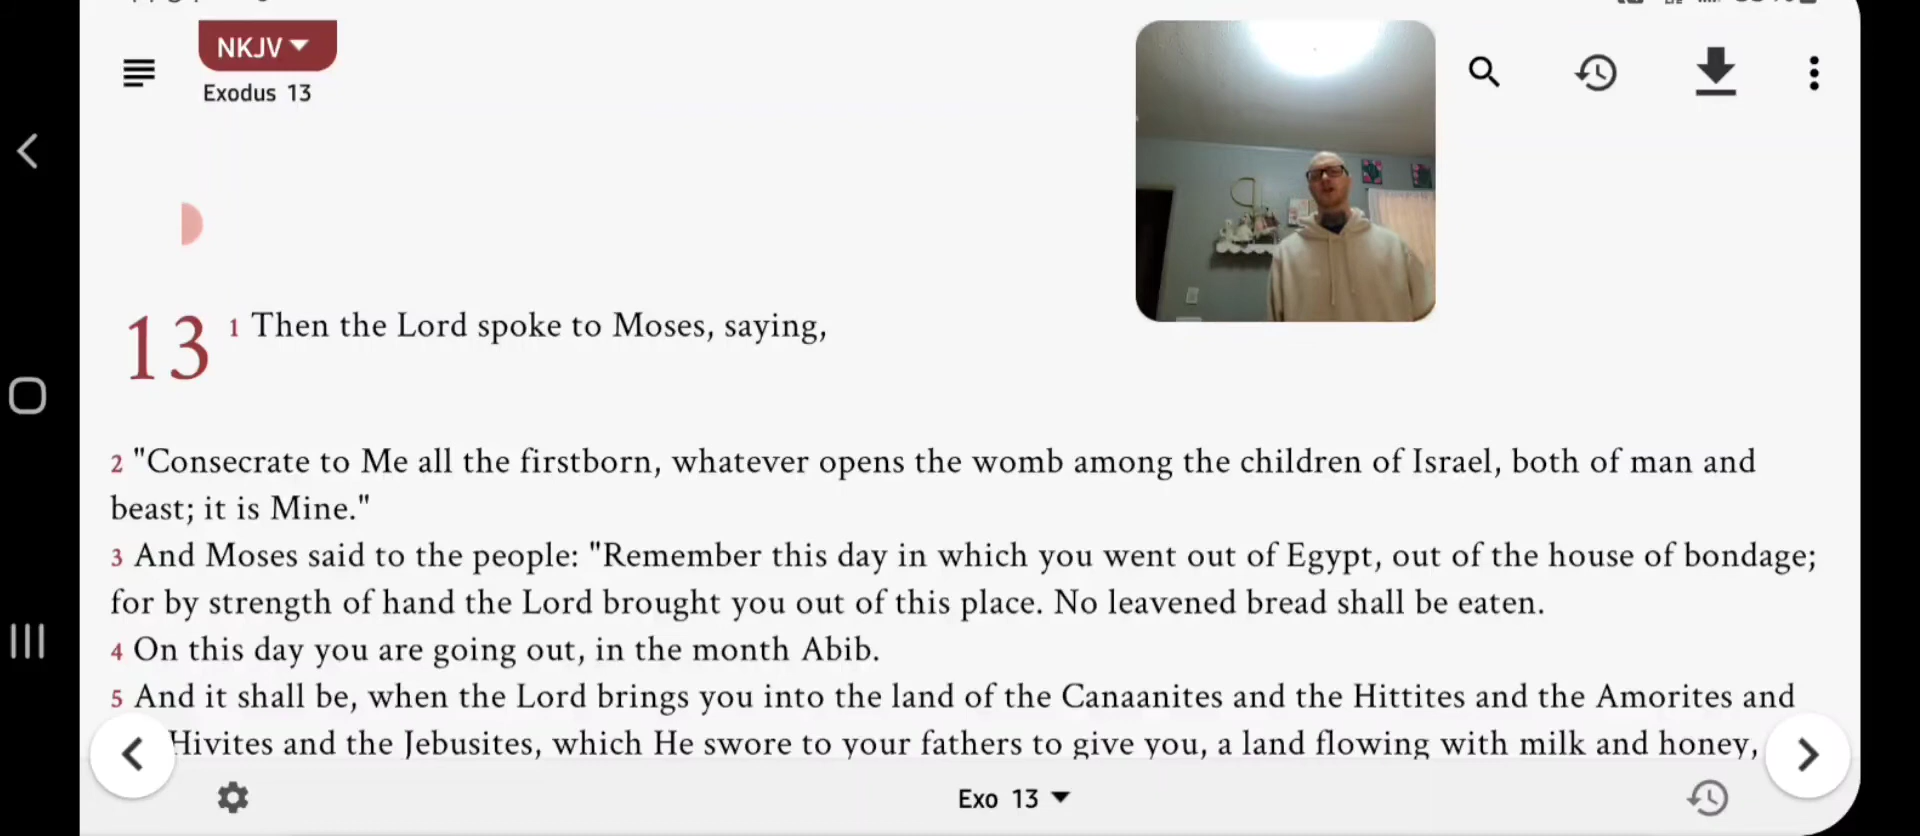 NKJV
Exodus 13
13 1 Then the Lord spoke to Moses, saying,
2 "Consecrate to Me all the firstborn, whatever opens the womb among the children of Israel, both of man and
beast; it is Mine."
3 And Moses said to the people: "Remember this day in which you went out of Egypt, out of the house of bondage;
for by strength of hand the Lord brought you out of this place. No leavened bread shall be eaten.
4 On this day you are going out, in the month Abib.
5 And it shall be, when the Lord brings you into the land of the Canaanites and the Hittites and the Amorites and
Hivites and the Jebusites, which He swore to your fathers to give you, a land flowing with milk and honey,
Exo 13